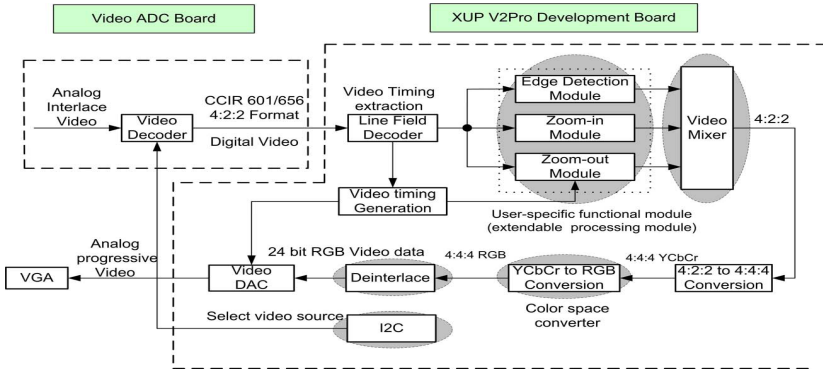 Video ADC Board
XUP V2Pro Development Board
Analog
Interlace
Video
Video
Decoder
CCIR 601/656
4:2:2 Format
Digital Video
Video Timing
extraction
Line Field
Decoder
Edge Detection
Module
Zoom-in
Module
Zoom-out
Module
Video
Mixer
4:2:2
Video timing
Generation
User-specific functional module
(extendable processing module)
Analog
progressive
Video
VGA
Video
DAC
24 bit RGB Video data
Deinterlace
4:4:4 RGB
YCbCr to RGB
Conversion
4:4:4 YCbCr
4:2:2 to 4:4:4
Conversion
Color space
converter
Select video source
I2C